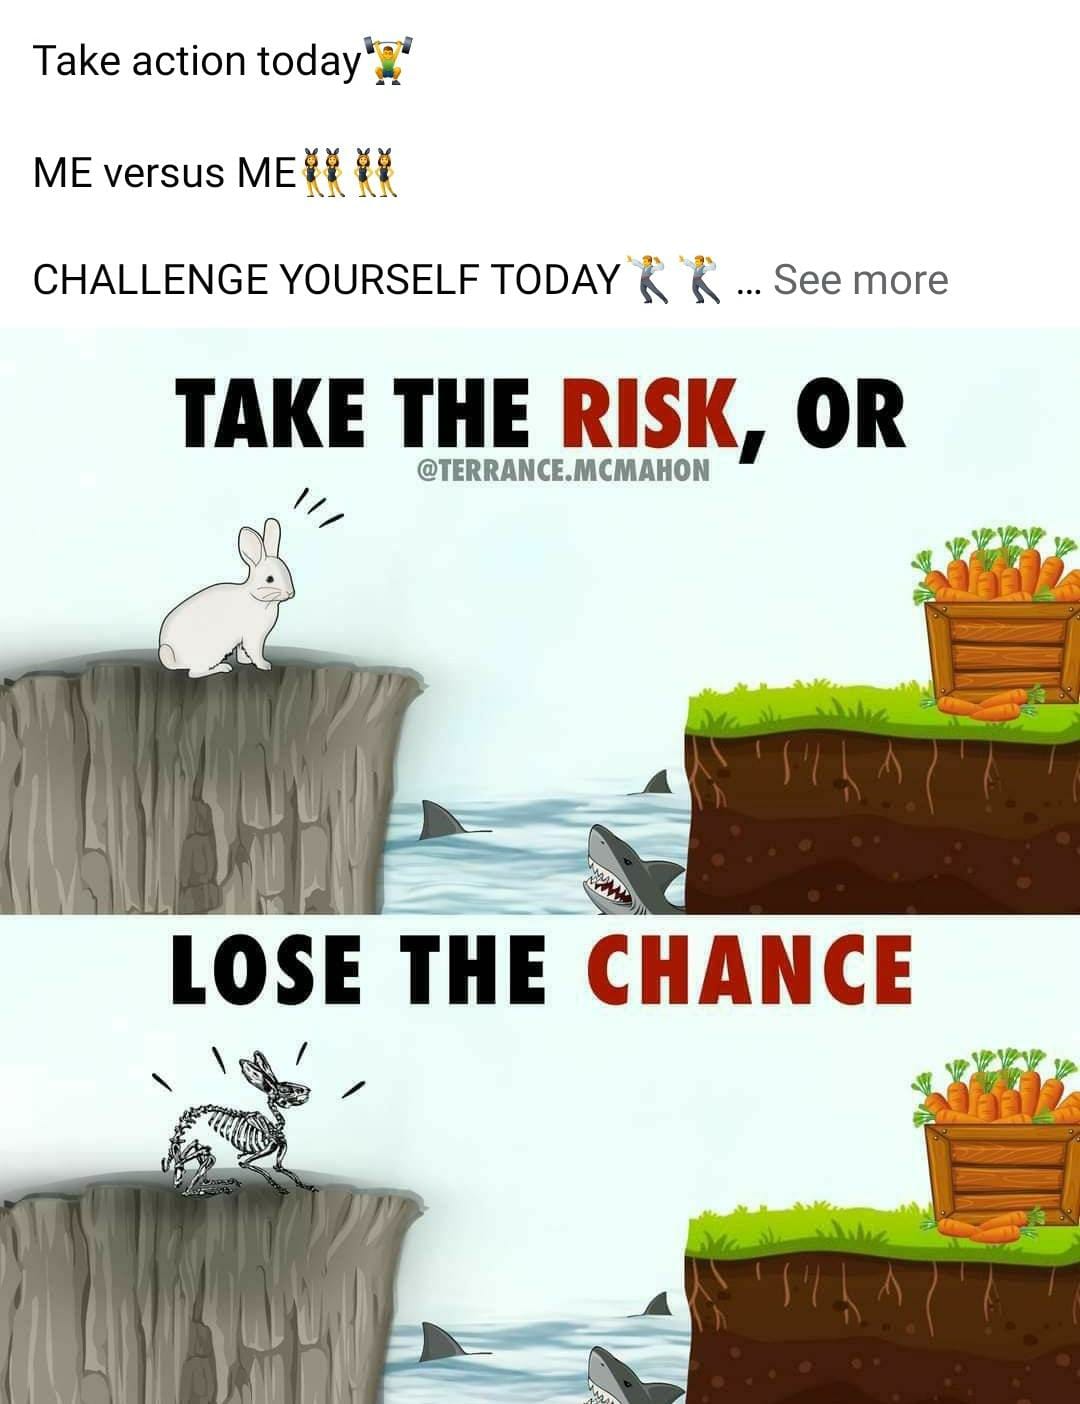 Take action today🏋️
ME versus ME👯👯
CHALLENGE YOURSELF TODAY🕺🕺 ... See more
TAKE THE RISK, OR
@TERRANCE.MCMAHON
LOSE THE CHANCE